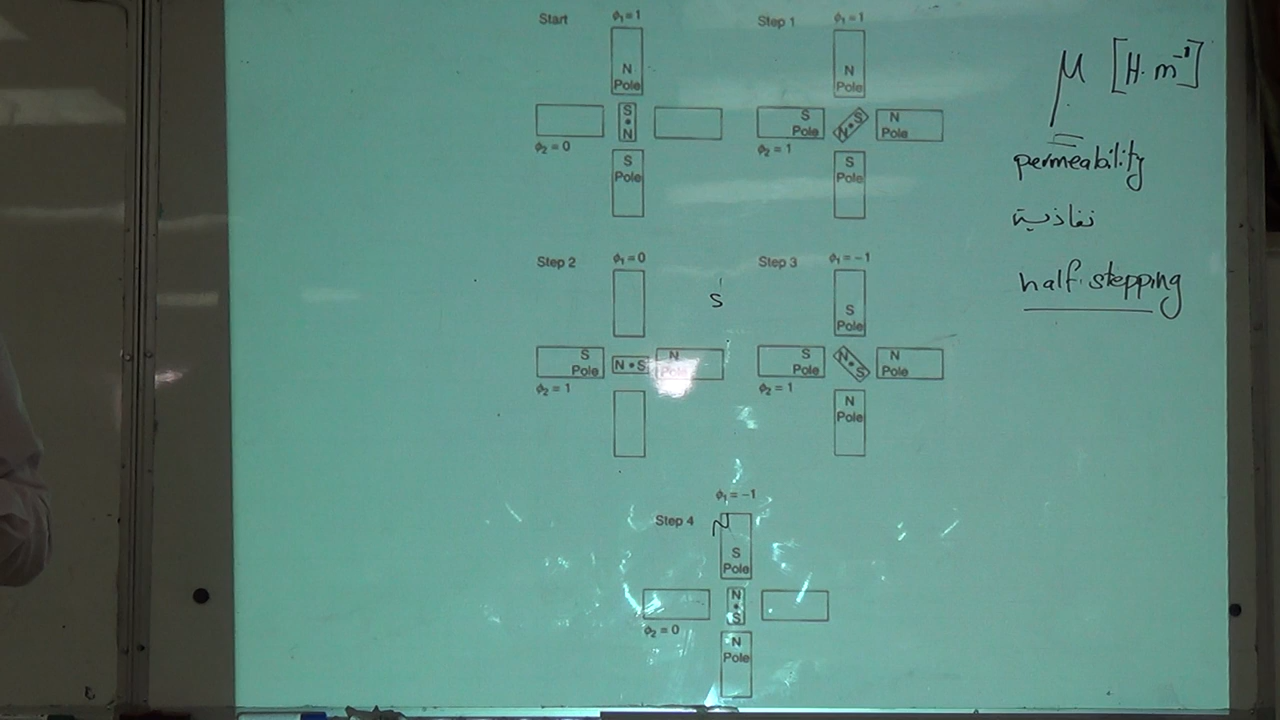 Start
ϕ₁=1
N
Pole
S
N
ϕ₂ = 0
S
Pole
Step 1
ϕ₁=1
N
Pole
S
Pole
N S
N
Pole
ϕ₂ = 1
S
Pole
Step 2
ϕ₁=0
S
Pole
N S
N
Pole
ϕ₂ = 1
S
Step 3
ϕ₁=-1
S
Pole
S
Pole
N S
N
Pole
ϕ₂ = 1
N
Pole
Step 4
ϕ₁=-1
N
S
Pole
N
S
ϕ₂ = 0
N
Pole
μ [H·m⁻¹]
permeability
نفاذية
half stepping